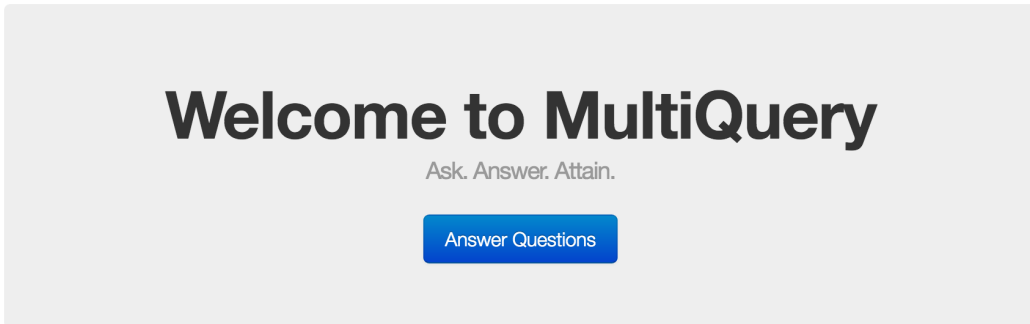 Welcome to MultiQuery
Ask. Answer. Attain.
Answer Questions